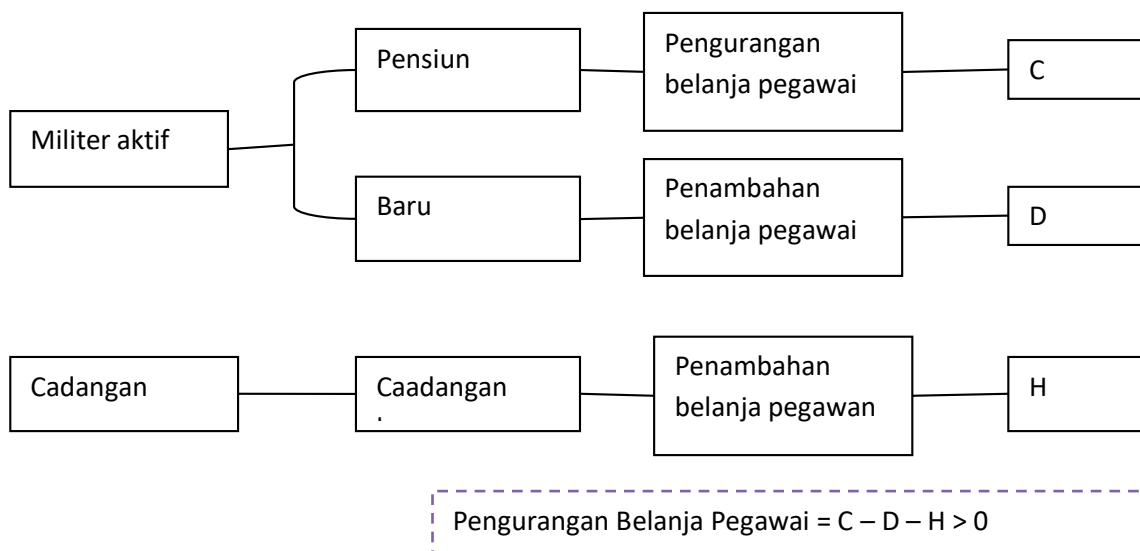 Pensiun
Pengurangan
belanja pegawai
C
Militer aktif
Baru
Penambahan
belanja pegawai
D
Cadangan
Caadangan
.
Penambahan
belanja pegawan
H
Pengurangan Belanja Pegawai = C – D – H > 0